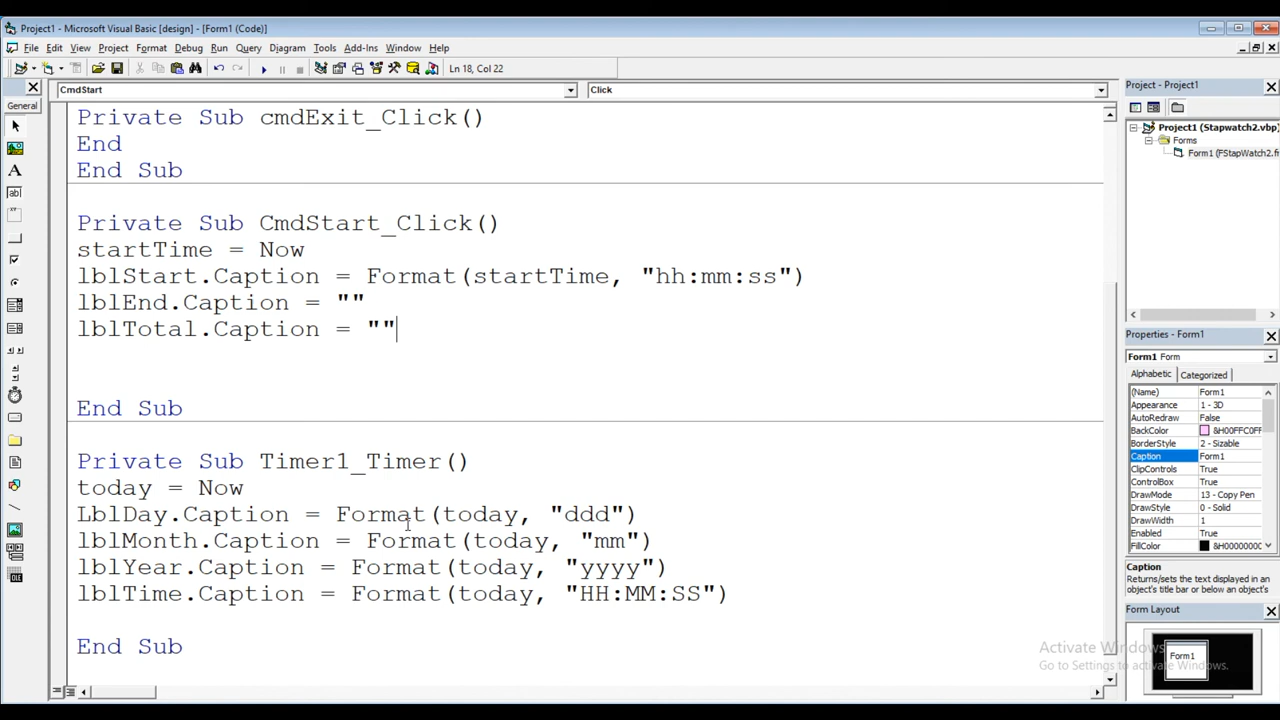 Project1 - Microsoft Visual Basic [design] - [Form1 (Code)]
File Edit View Project Format Debug Run Query Diagram Tools Add-Ins Window Help
Ln 18, Col 22
General
CmdStart
Click
Private Sub cmdExit_Click()
End
End Sub
Private Sub CmdStart_Click()
startTime = Now
lblStart.Caption = Format(startTime, "hh:mm:ss")
lblEnd.Caption = ""
lblTotal.Caption = ""
End Sub
Private Sub Timer1_Timer()
today = Now
LblDay.Caption = Format(today, "ddd")
lblMonth.Caption = Format(today, "mm")
lblYear.Caption = Format(today, "yyyy")
lblTime.Caption = Format(today, "HH:MM:SS")
End Sub
Project - Project1
Project1 (Stapwatch2.vbp)
Forms
Form1 (FStapWatch2.fr
Properties - Form1
Form1 Form
Alphabetic Categorized
(Name) Form1
Appearance 1 - 3D
AutoRedraw False
BackColor &H00FFC0FF
BorderStyle 2 - Sizable
Caption Form1
ClipControls True
ControlBox True
DrawMode 13 - Copy Pen
DrawStyle 0 - Solid
DrawWidth 1
Enabled True
FillColor &H0000000
Caption
Returns/sets the text displayed in an
object's title bar or below an object's
Form Layout
Form1
Activate Windows
Go to Settings to activate Windows.